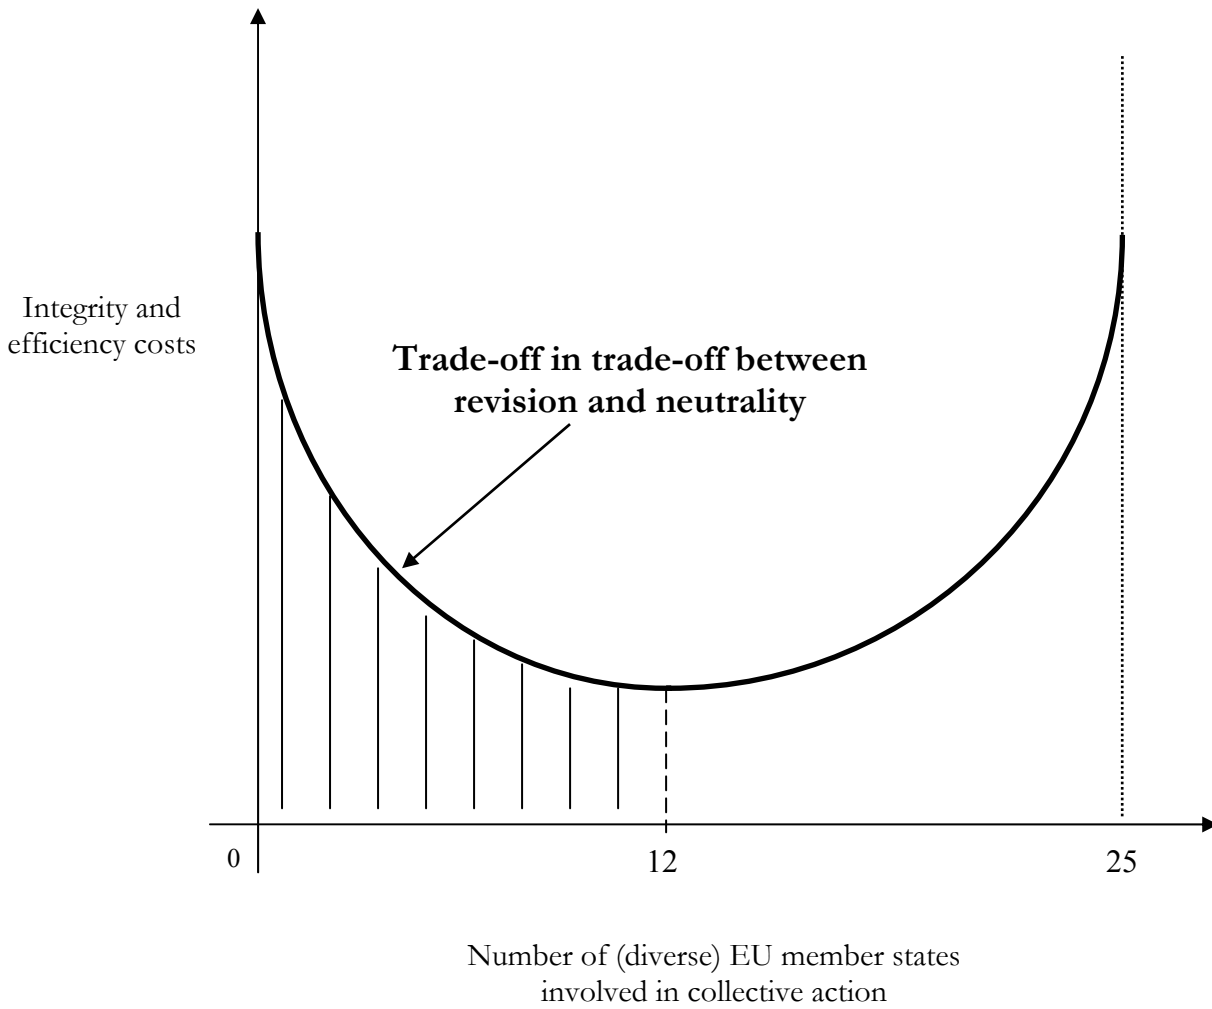 Integrity and
efficiency costs
Trade-off in trade-off between
revision and neutrality
0
12
25
Number of (diverse) EU member states
involved in collective action